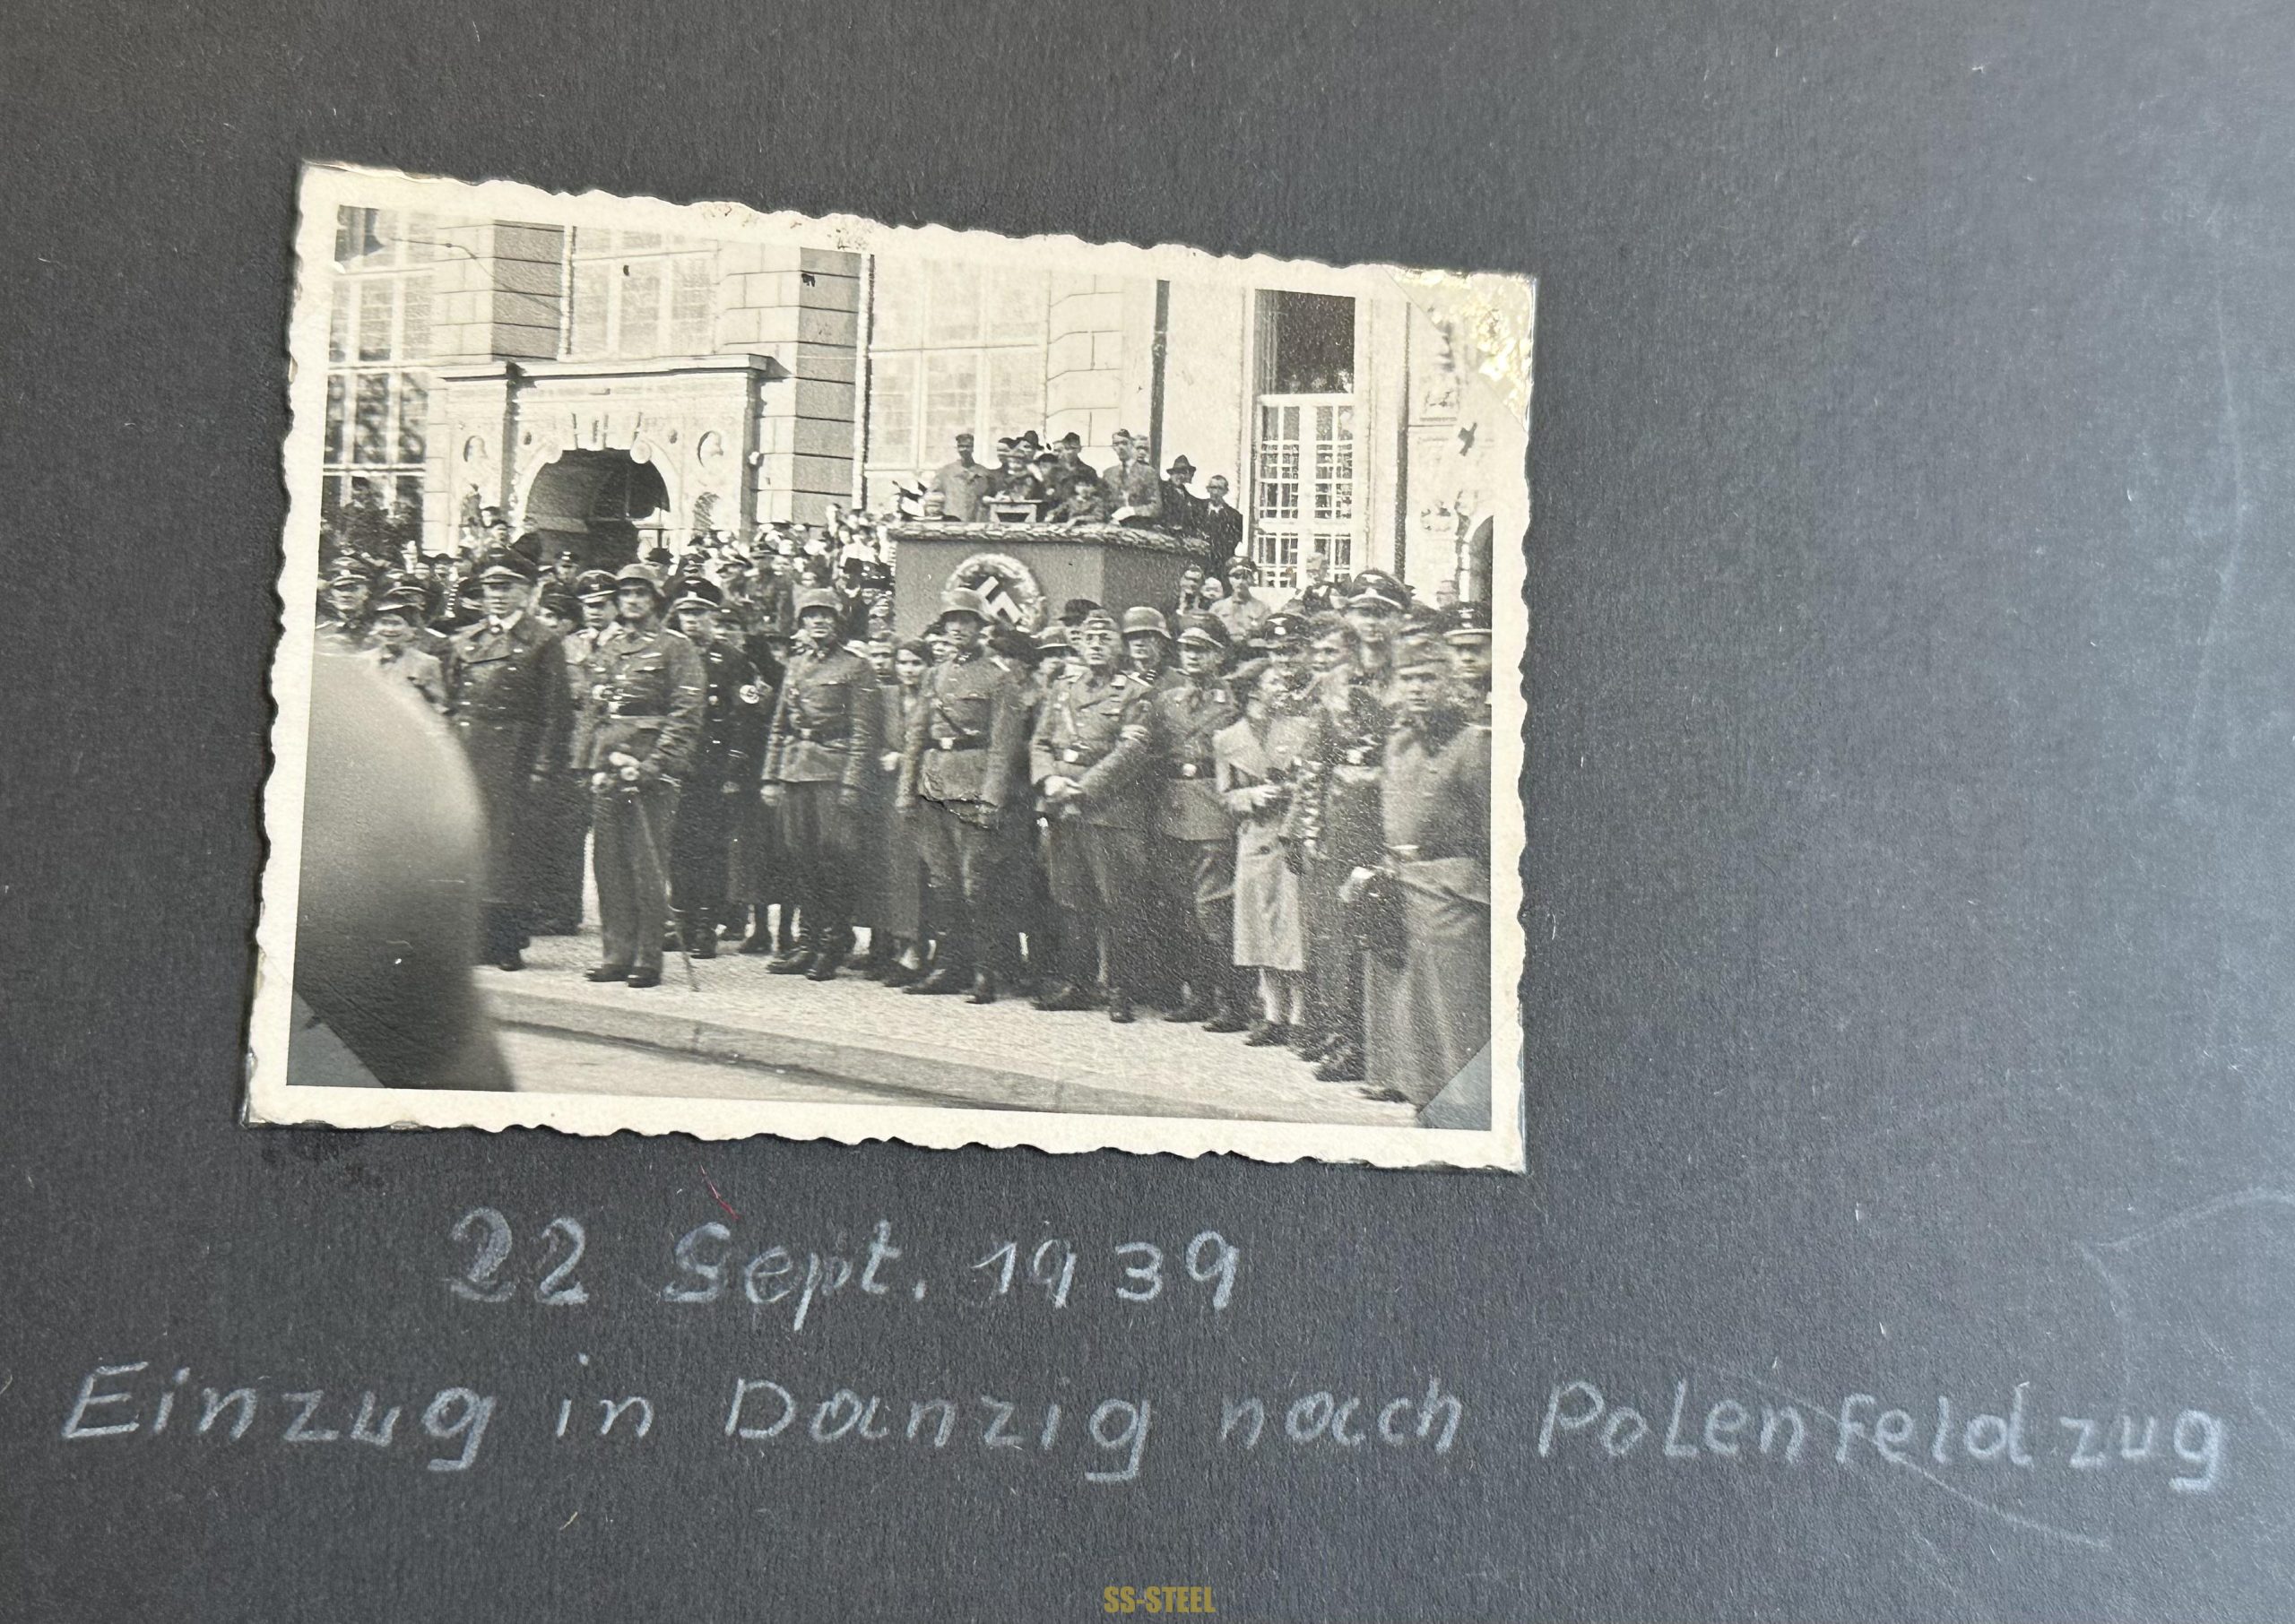 22 Sept. 1939
Einzug in Danzig nach Polenfeldzug
SS-STEEL